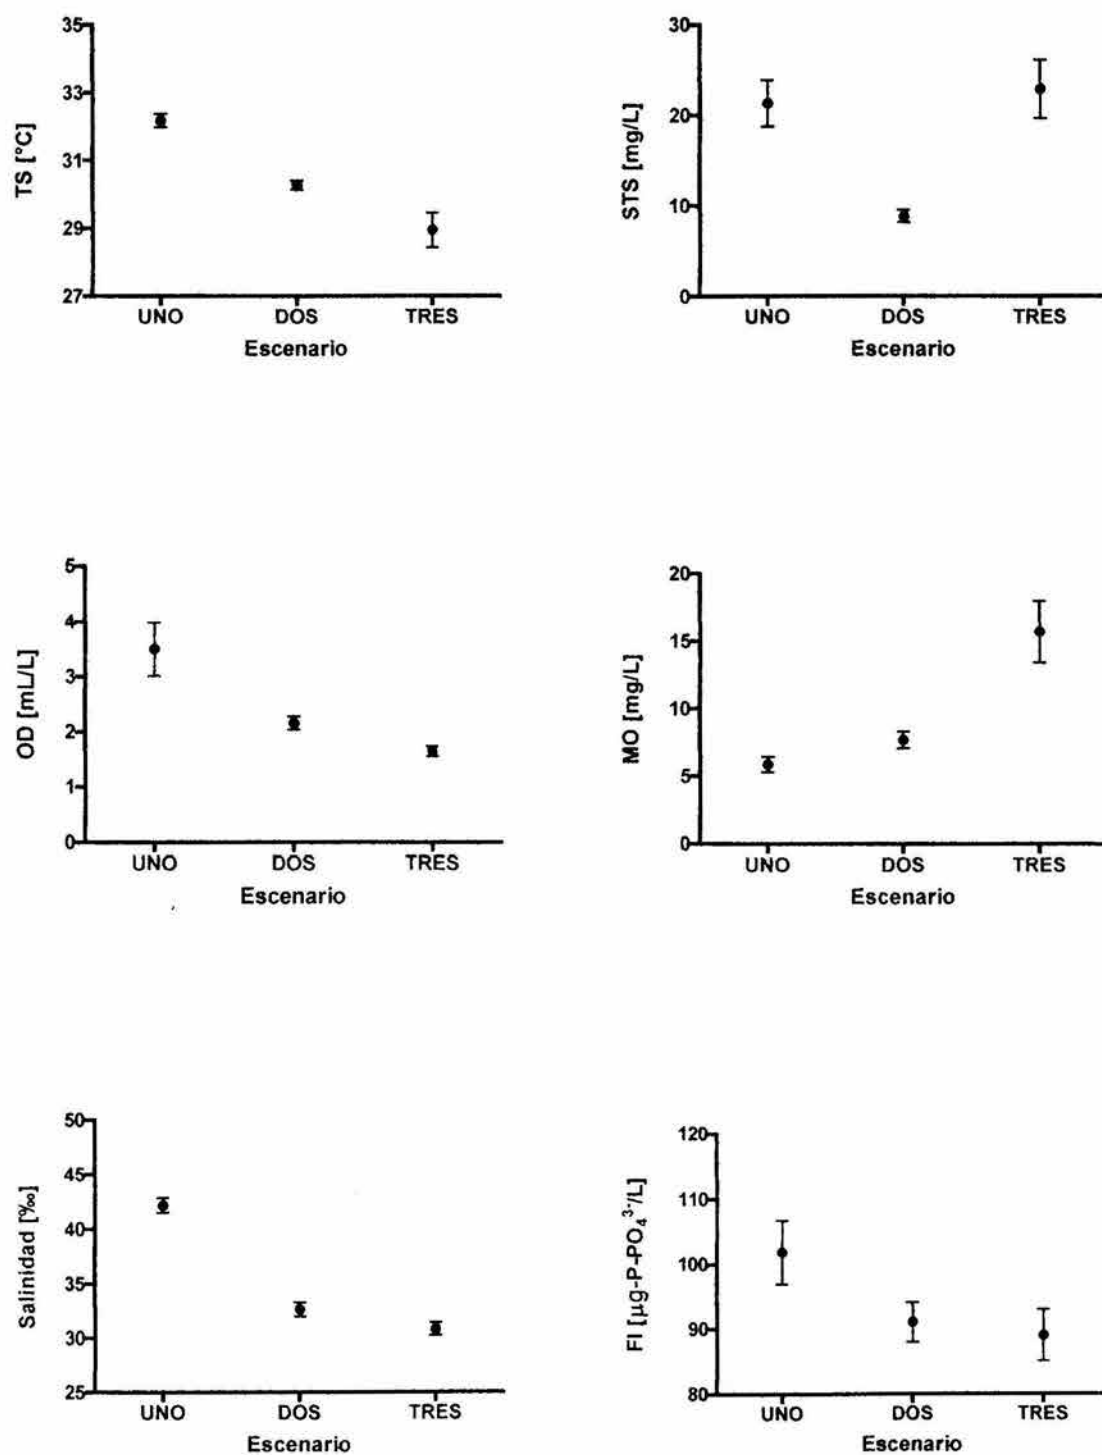 35
33
31
29
27
TS [°C]
UNO DOS TRES
Escenario
30
20
10
0
STS [mg/L]
UNO DOS TRES
Escenario
5
4
3
2
1
0
OD [mL/L]
UNO DOS TRES
Escenario
20
15
10
5
0
MO [mg/L]
UNO DOS TRES
Escenario
50
45
40
35
30
25
Salinidad [‰]
UNO DOS TRES
Escenario
120
110
100
90
80
FI [µg-P-PO₄³⁻/L]
UNO DOS TRES
Escenario